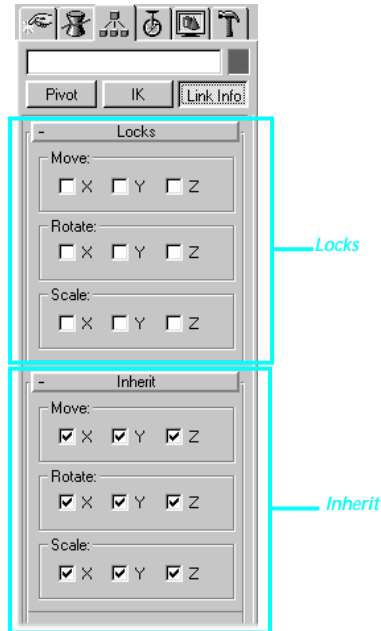 Pivot IK Link Info
- Locks
Move:
X Y Z
Rotate:
X Y Z
Locks
Scale:
X Y Z
- Inherit
Move:
X Y Z
Rotate:
X Y Z
Inherit
Scale:
X Y Z